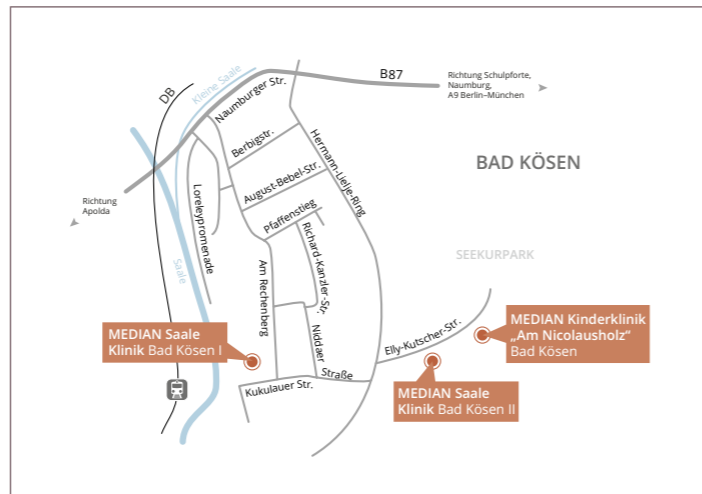 B87
Richtung Schulpforte,
Naumburg,
A9 Berlin–München
DB
Kleine Saale
Naumburger Str.
Berbigstr.
Hermann-Lielje-Ring
BAD KÖSEN
August-Bebel-Str.
Richtung
Apolda
Loreleypromenade
Pfaffenstieg
Richard-Kanzler-Str.
SEEKURPARK
Saale
Am Rechenberg
MEDIAN Saale
Klinik Bad Kösen I
Niddaer
Straße
Elly-Kutscher-Str.
MEDIAN Kinderklinik
„Am Nicolausholz“
Bad Kösen
Kukulauer Str.
MEDIAN Saale
Klinik Bad Kösen II